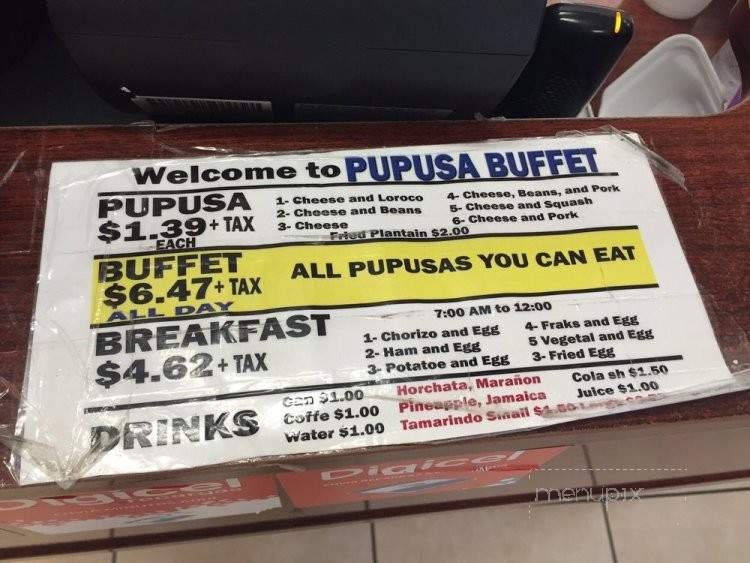 Welcome to PUPUSA BUFFET
PUPUSA
$1.39 + TAX
EACH
1- Cheese and Loroco
2- Cheese and Beans
3- Cheese
4- Cheese, Beans, and Pork
5- Cheese and Squash
6- Cheese and Pork
Fried Plantain $2.00
BUFFET
$6.47 + TAX
ALL DAY
ALL PUPUSAS YOU CAN EAT
BREAKFAST
$4.62 + TAX
7:00 AM to 12:00
1- Chorizo and Egg
2- Ham and Egg
3- Potatoe and Egg
4- Fraks and Egg
5 Vegetal and Egg
3- Fried Egg
DRINKS
Can $1.00
Coffe $1.00
Water $1.00
Horchata, Marañon
Pineapple, Jamaica
Tamarindo Small $1.50
Cola sh $1.50
Juice $1.00
Digicel
Digicel
menupix